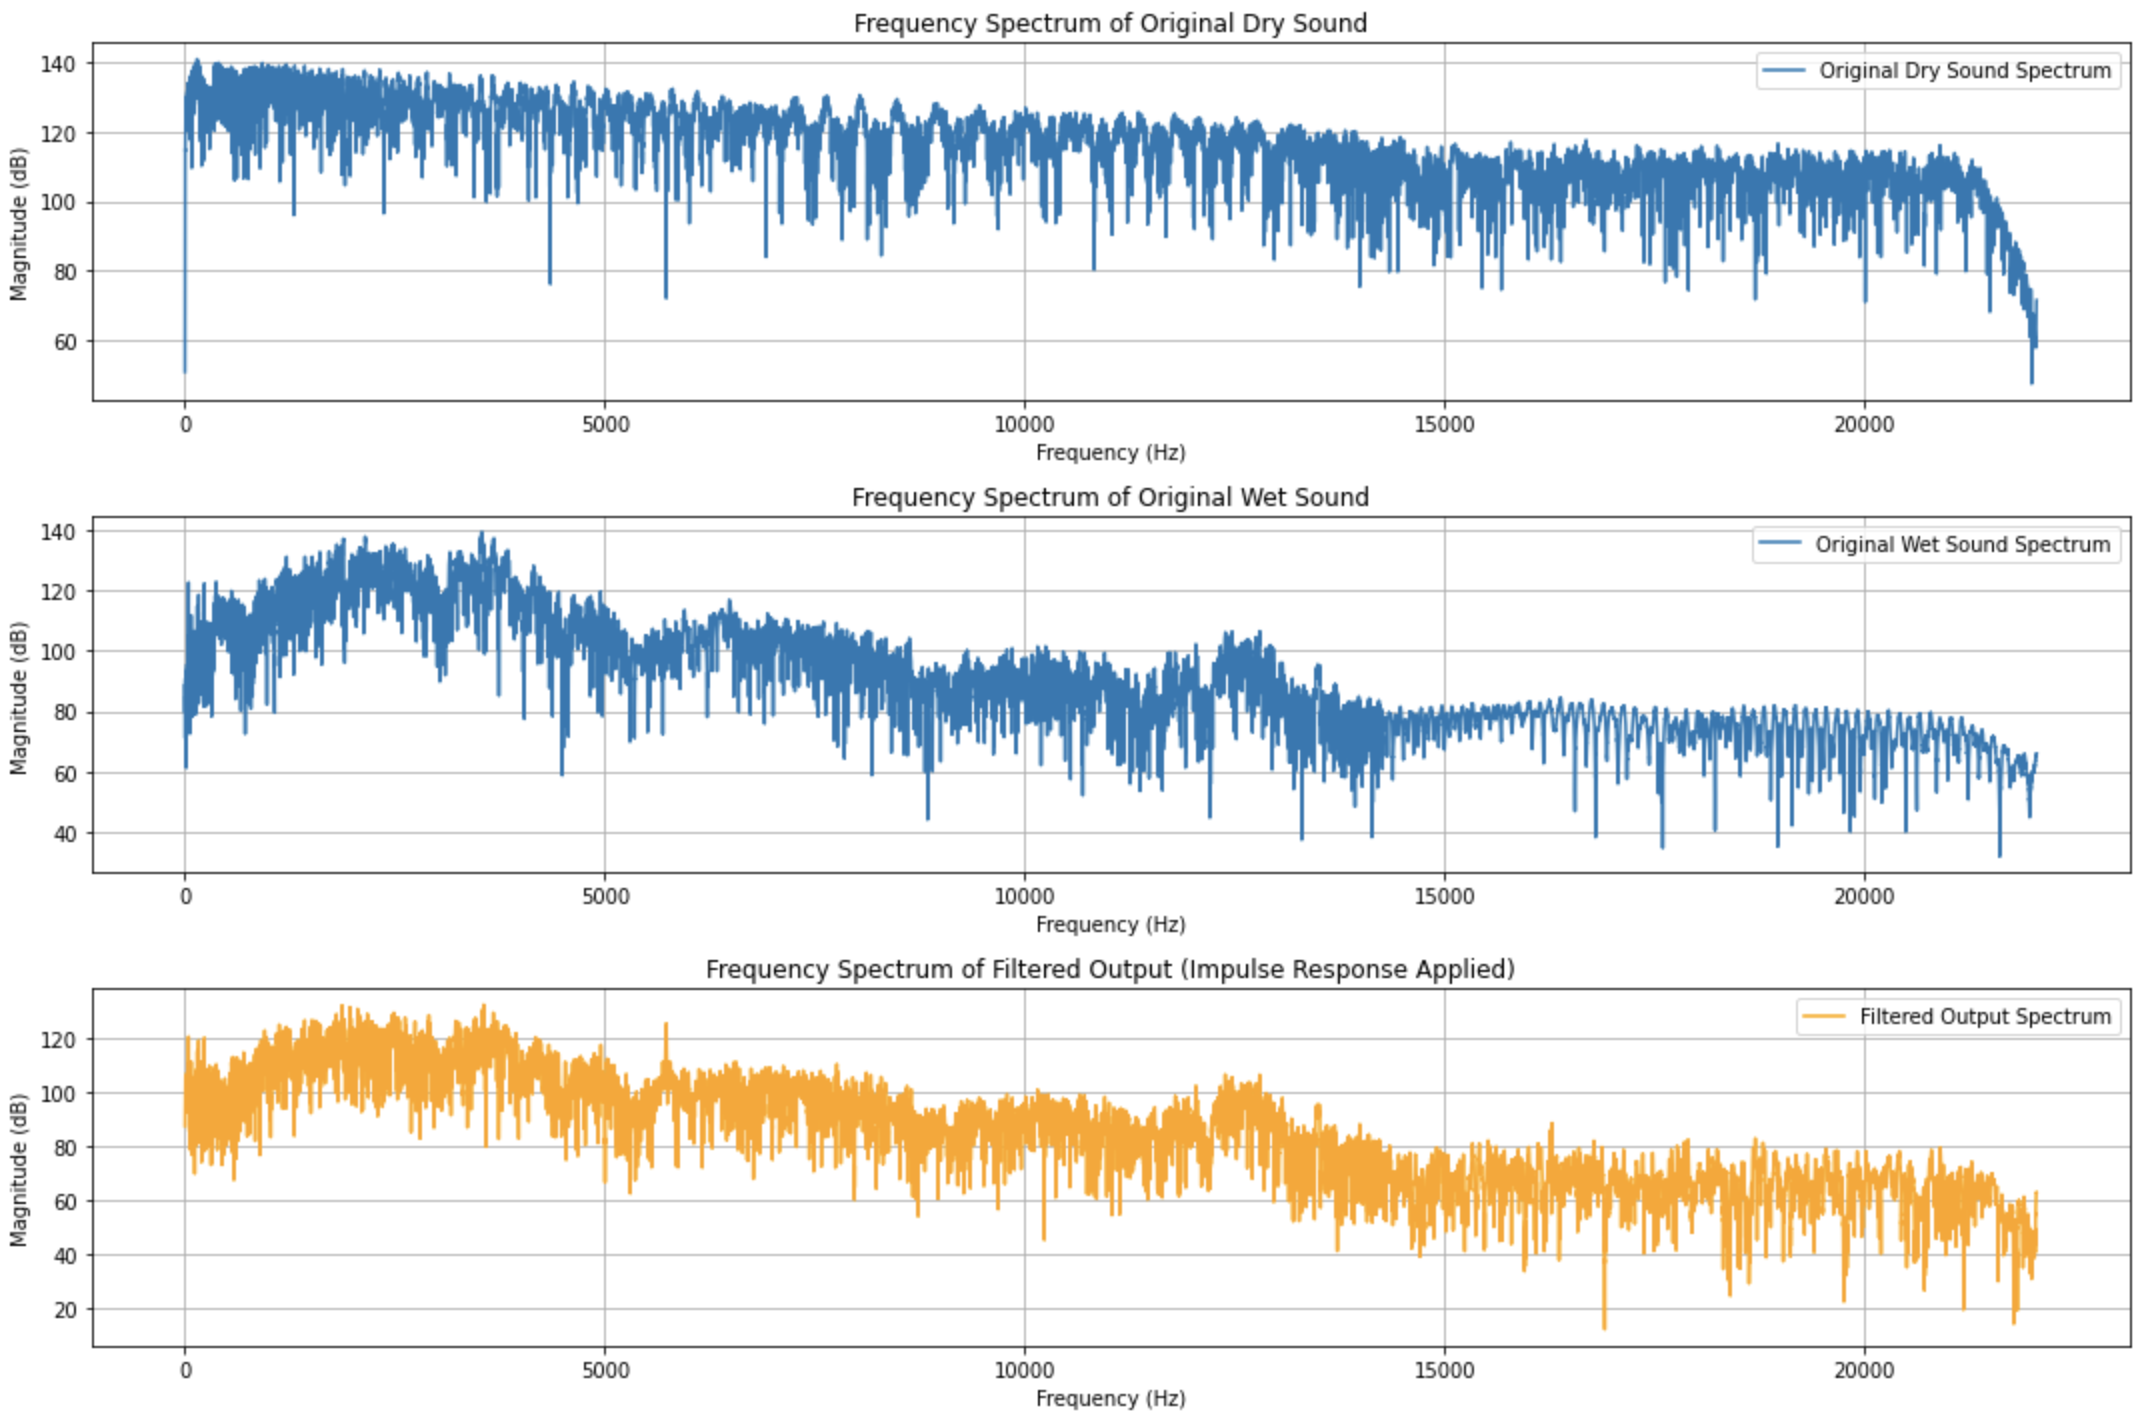 Frequency Spectrum of Original Dry Sound
Original Dry Sound Spectrum
Magnitude (dB)
140
120
100
80
60
0 5000 10000 15000 20000
Frequency (Hz)
Frequency Spectrum of Original Wet Sound
Original Wet Sound Spectrum
Magnitude (dB)
140
120
100
80
60
40
0 5000 10000 15000 20000
Frequency (Hz)
Frequency Spectrum of Filtered Output (Impulse Response Applied)
Filtered Output Spectrum
Magnitude (dB)
120
100
80
60
40
20
0 5000 10000 15000 20000
Frequency (Hz)